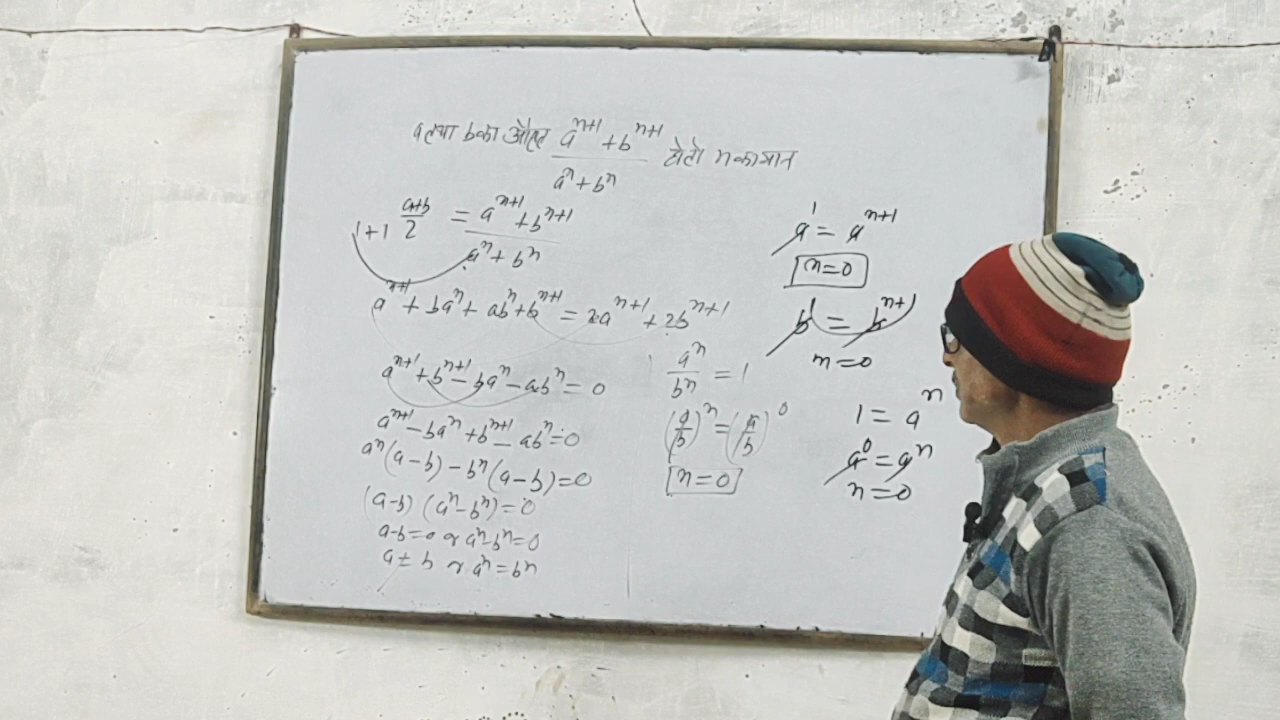 a तथा b का औसत a^{n+1} + b^{n+1} / a^n + b^n हो तो n का मान
1+1 a+b / 2 = a^{n+1} + b^{n+1} / a^n + b^n
a^{n+1} + ba^n + ab^n + b^{n+1} = 2a^{n+1} + 2b^{n+1}
a^{n+1} + b^{n+1} - ba^n - ab^n = 0
a^{n+1} - ba^n + b^{n+1} - ab^n = 0
a^n(a-b) - b^n(a-b) = 0
(a-b) (a^n - b^n) = 0
a-b=0 or a^n - b^n = 0
a ≠ b or a^n = b^n
a^n / b^n = 1
(a/b)^n = (a/b)^0
n=0
a^1 = a^{n+1}
n=0
b^1 = b^{n+1}
n=0
1 = a^n
a^0 = a^n
n=0